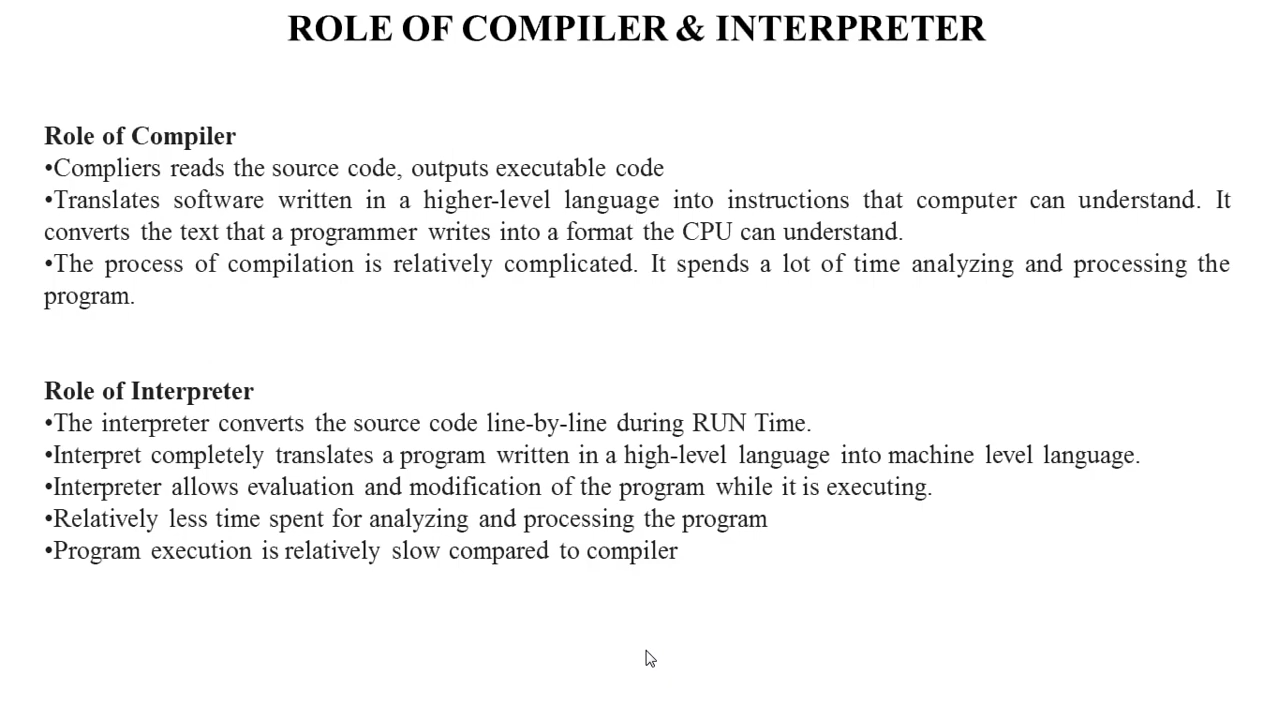 ROLE OF COMPILER & INTERPRETER
Role of Compiler
•Compliers reads the source code, outputs executable code
•Translates software written in a higher-level language into instructions that computer can understand. It
converts the text that a programmer writes into a format the CPU can understand.
•The process of compilation is relatively complicated. It spends a lot of time analyzing and processing the
program.
Role of Interpreter
•The interpreter converts the source code line-by-line during RUN Time.
•Interpret completely translates a program written in a high-level language into machine level language.
•Interpreter allows evaluation and modification of the program while it is executing.
•Relatively less time spent for analyzing and processing the program
•Program execution is relatively slow compared to compiler